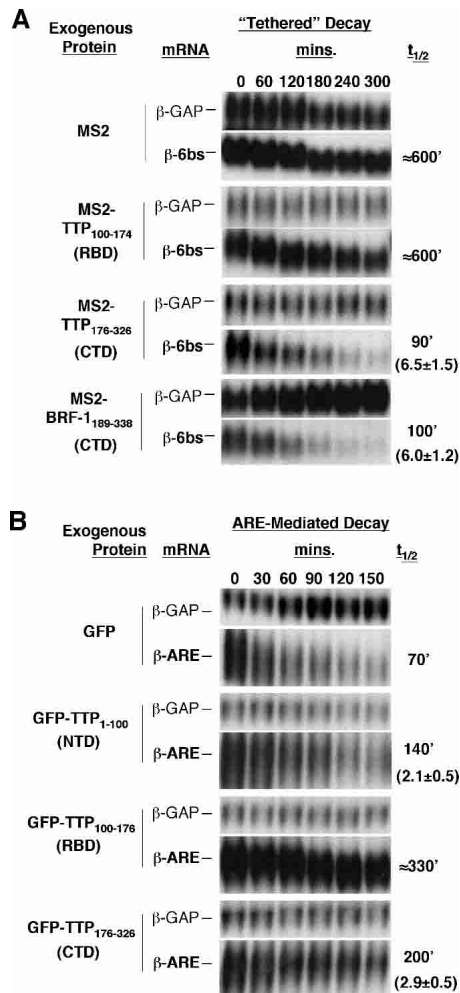 A
"Tethered" Decay
Exogenous Protein mRNA mins. t1/2
0 60 120 180 240 300
MS2
β-GAP
β-6bs ≈600'
MS2-TTP100-174 (RBD)
β-GAP
β-6bs ≈600'
MS2-TTP176-326 (CTD)
β-GAP
β-6bs 90' (6.5±1.5)
MS2-BRF-1189-338 (CTD)
β-GAP
β-6bs 100' (6.0±1.2)
B
ARE-Mediated Decay
Exogenous Protein mRNA mins. t1/2
0 30 60 90 120 150
GFP
β-GAP
β-ARE 70'
GFP-TTP1-100 (NTD)
β-GAP
β-ARE 140' (2.1±0.5)
GFP-TTP100-176 (RBD)
β-GAP
β-ARE ≈330'
GFP-TTP176-326 (CTD)
β-GAP
β-ARE 200' (2.9±0.5)